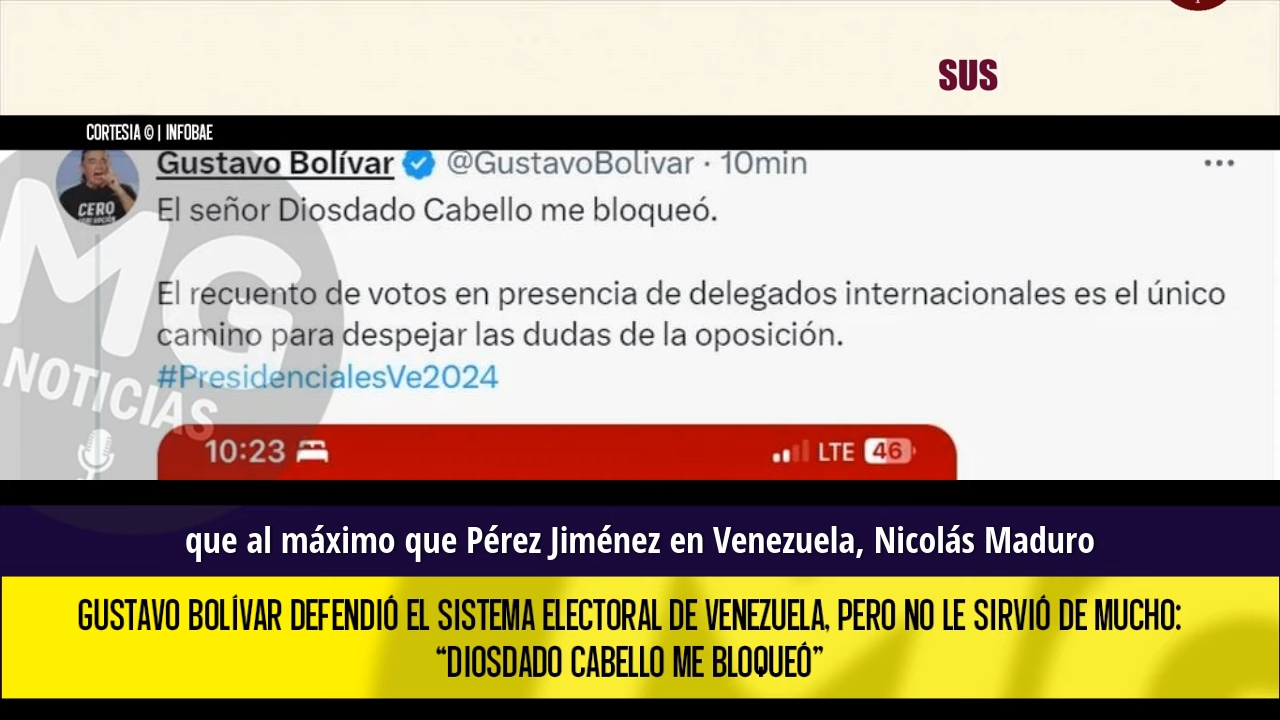 SUS
CORTESIA © | INFOBAE
Gustavo Bolívar @GustavoBolivar · 10min
CERO
El señor Diosdado Cabello me bloqueó.
El recuento de votos en presencia de delegados internacionales es el único
camino para despejar las dudas de la oposición.
#PresidencialesVe2024
MG
NOTICIAS
10:23 LTE 46
que al máximo que Pérez Jiménez en Venezuela, Nicolás Maduro
GUSTAVO BOLÍVAR DEFENDIÓ EL SISTEMA ELECTORAL DE VENEZUELA, PERO NO LE SIRVIÓ DE MUCHO:
“DIOSDADO CABELLO ME BLOQUEÓ”